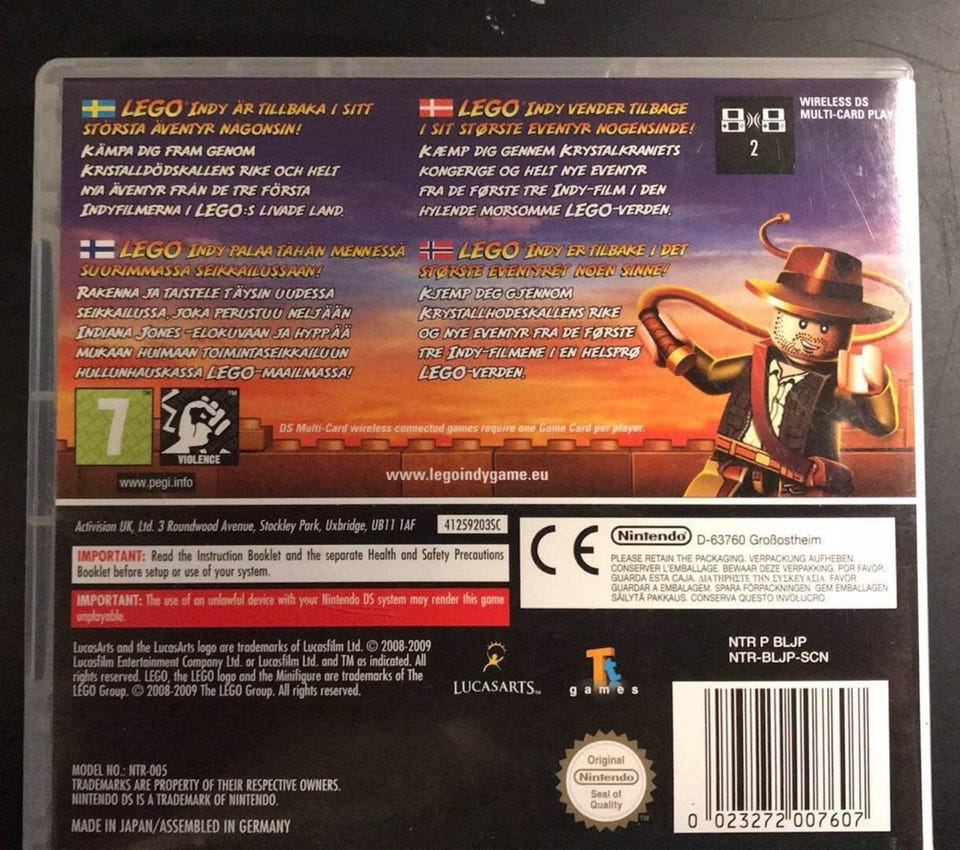 LEGO® INDY ÄR TILLBAKA I SITT
STÖRSTA ÄVENTYR NAGONSIN!
KÄMPA DIG FRAM GENOM
KRISTALLDÖDSKALLENS RIKE OCH HELT
NYA ÄVENTYR FRÅN DE TRE FÖRSTA
INDYFILMERNA I LEGO:S LIVADE LAND.
LEGO® INDY VENDER TILBAGE
I SIT STØRSTE EVENTYR NOGENSINDE!
KÆMP DIG GENNEM KRYSTALKRANIETS
KONGERIGE OG HELT NYE EVENTYR
FRA DE FØRSTE TRE INDY-FILM I DEN
HYLENDE MORSOMME LEGO-VERDEN.
WIRELESS DS
MULTI-CARD PLAY
2
LEGO® INDY PALAA TÄHÄN MENNESSÄ
SUURIMMASSA SEIKKAILUSSAAN!
RAKENNA JA TAISTELE TÄYSIN UUDESSA
SEIKKAILUSSA, JOKA PERUSTUU NELJÄÄN
INDIANA JONES -ELOKUVAAN JA HYPPÄÄ
MUKAAN HUIMAAN TOIMINTASEIKKAILUUN
HULLUNHAUSKASSA LEGO-MAAILMASSA!
LEGO® INDY ER TILBAKE I DET
STØRSTE EVENTYRET NOEN SINNE!
KJEMP DEG GJENNOM
KRYSTALLHODESKALLENS RIKE
OG NYE EVENTYR FRA DE FØRSTE
TRE INDY-FILMENE I EN HELSPRØ
LEGO-VERDEN.
7 ™
VIOLENCE ™
www.pegi.info
DS Multi-Card wireless connected games require one Game Card per player.
www.legoindygame.eu
Activision UK, Ltd. 3 Roundwood Avenue, Stockley Park, Uxbridge, UB11 1AF
41259203SC
IMPORTANT: Read the Instruction Booklet and the separate Health and Safety Precautions
Booklet before setup or use of your system.
IMPORTANT: The use of an unlawful device with your Nintendo DS system may render this game
unplayable.
CE
Nintendo® D-63760 Großostheim
PLEASE RETAIN THE PACKAGING. VERPACKUNG AUFHEBEN.
CONSERVER L'EMBALLAGE. BEWAAR DEZE VERPAKKING. POR FAVOR,
GUARDA ESTA CAJA. ΔΙΑΤΗΡΗΣΤΕ ΤΗΝ ΣΥΣΚΕΥΑΣΙΑ. FAVOR
GUARDAR A EMBALAGEM. SPARA FÖRPACKNINGEN. GEM EMBALLAGEN
SÄILYTÄ PAKKAUS. CONSERVA QUESTO INVOLUCRO.
LucasArts and the LucasArts logo are trademarks of Lucasfilm Ltd. © 2008-2009
Lucasfilm Entertainment Company Ltd. or Lucasfilm Ltd. and TM as indicated. All
rights reserved. LEGO, the LEGO logo and the Minifigure are trademarks of The
LEGO Group. © 2008-2009 The LEGO Group. All rights reserved.
LUCASARTS™
Tt
games
NTR P BLJP
NTR-BLJP-SCN
MODEL NO.: NTR-005
TRADEMARKS ARE PROPERTY OF THEIR RESPECTIVE OWNERS.
NINTENDO DS IS A TRADEMARK OF NINTENDO.
MADE IN JAPAN/ASSEMBLED IN GERMANY
Original
Nintendo®
Seal of
Quality
TM
0 023272 007607